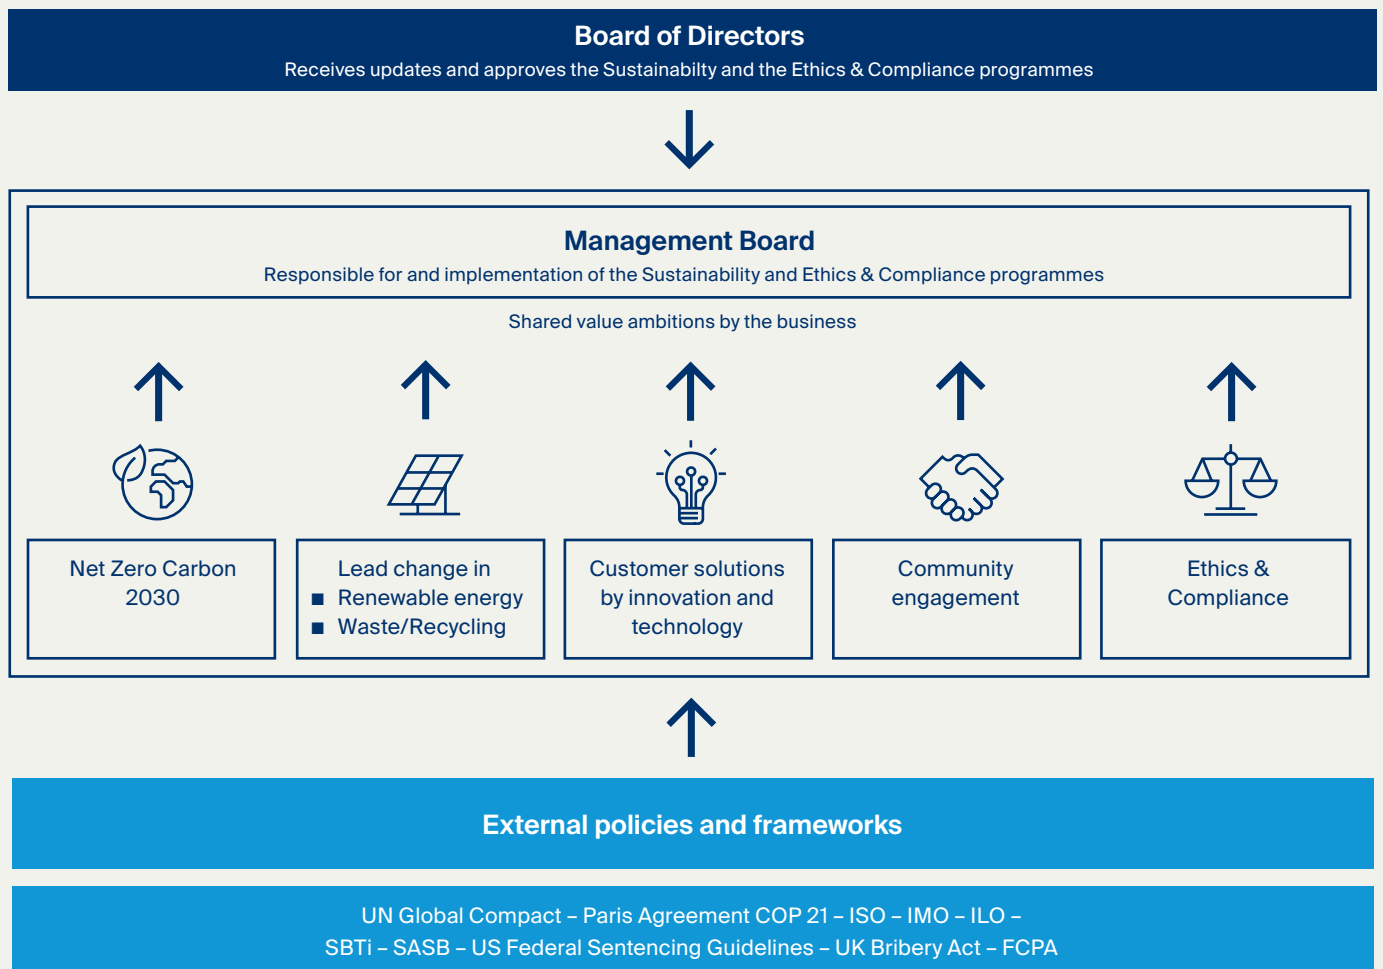 Board of Directors
Receives updates and approves the Sustainabilty and the Ethics & Compliance programmes
Management Board
Responsible for and implementation of the Sustainability and Ethics & Compliance programmes
Shared value ambitions by the business
Net Zero Carbon
2030
Lead change in
■ Renewable energy
■ Waste/Recycling
Customer solutions
by innovation and
technology
Community
engagement
Ethics &
Compliance
External policies and frameworks
UN Global Compact – Paris Agreement COP 21 – ISO – IMO – ILO –
SBTi – SASB – US Federal Sentencing Guidelines – UK Bribery Act – FCPA